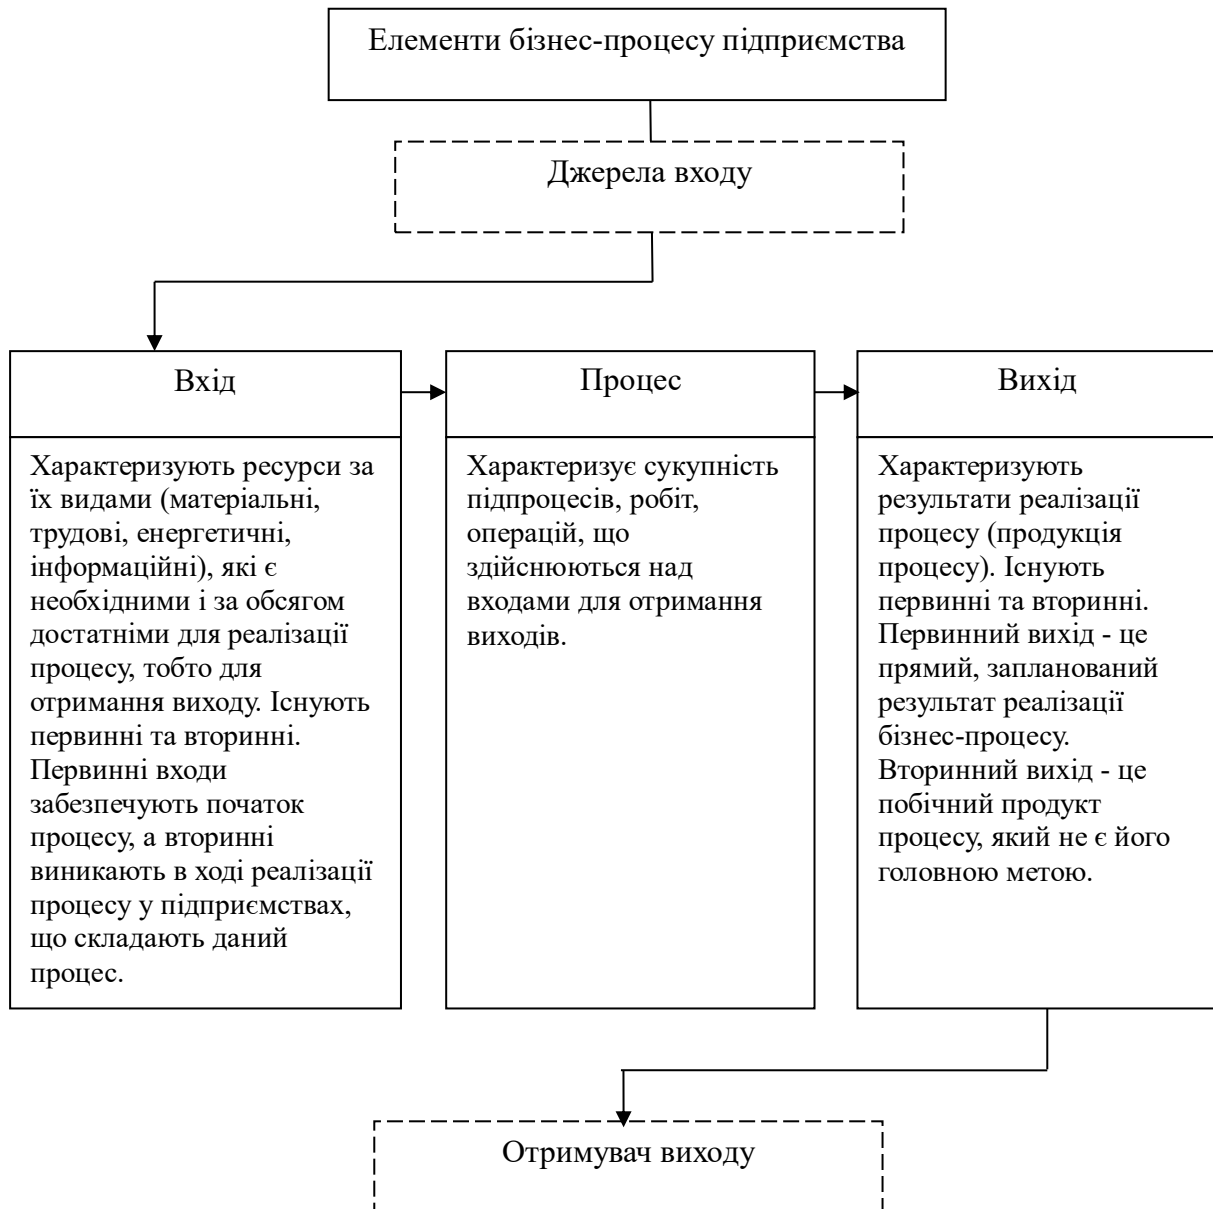 Елементи бізнес-процесу підприємства
Джерела входу
Вхід
Характеризують ресурси за
їх видами (матеріальні,
трудові, енергетичні,
інформаційні), які є
необхідними і за обсягом
достатніми для реалізації
процесу, тобто для
отримання виходу. Існують
первинні та вторинні.
Первинні входи
забезпечують початок
процесу, а вторинні
виникають в ході реалізації
процесу у підприємствах,
що складають даний
процес.
Процес
Характеризує сукупність
підпроцесів, робіт,
операцій, що
здійснюються над
входами для отримання
виходів.
Вихід
Характеризують
результати реалізації
процесу (продукція
процесу). Існують
первинні та вторинні.
Первинний вихід - це
прямий, запланований
результат реалізації
бізнес-процесу.
Вторинний вихід - це
побічний продукт
процесу, який не є його
головною метою.
Отримувач виходу